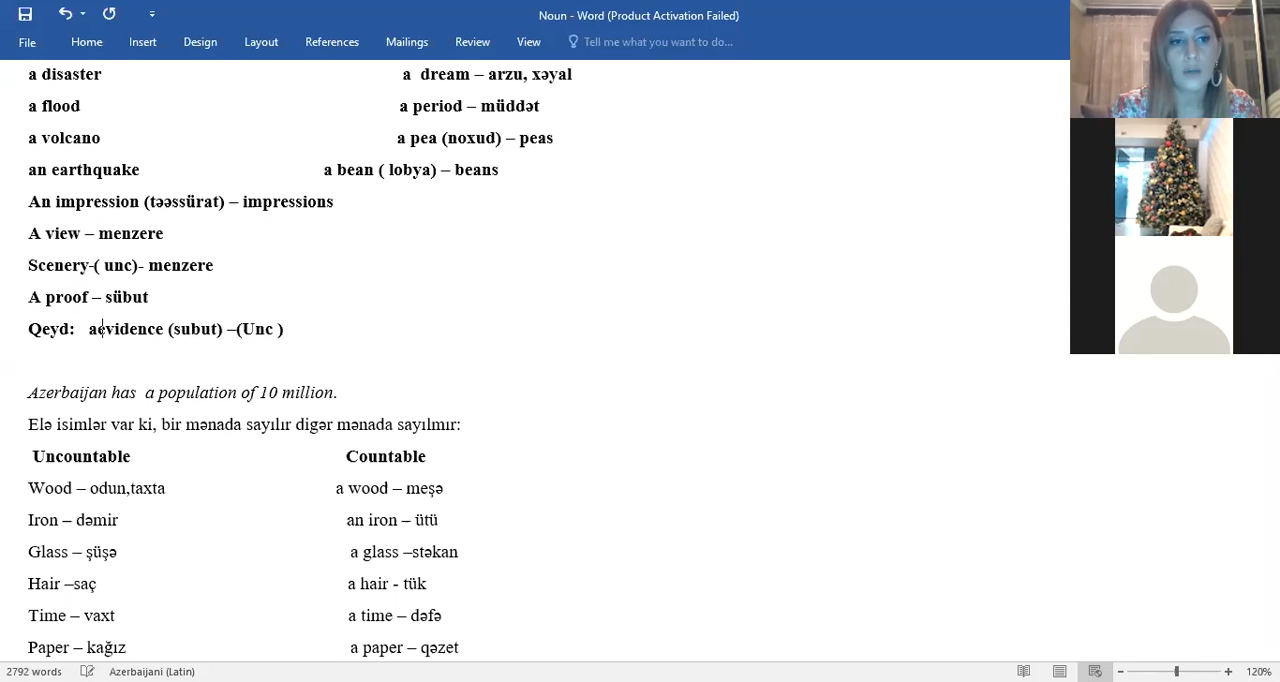 Noun - Word (Product Activation Failed)
File Home Insert Design Layout References Mailings Review View Tell me what you want to do...
a disaster a dream – arzu, xəyal
a flood a period – müddət
a volcano a pea (noxud) – peas
an earthquake a bean ( lobya) – beans
An impression (təəssürat) – impressions
A view – menzere
Scenery-( unc)- menzere
A proof – sübut
Qeyd: aevidence (subut) –(Unc )
Azerbaijan has a population of 10 million.
Elə isimlər var ki, bir mənada sayılır digər mənada sayılmır:
Uncountable Countable
Wood – odun,taxta a wood – meşə
Iron – dəmir an iron – ütü
Glass – şüşə a glass –stəkan
Hair –saç a hair - tük
Time – vaxt a time – dəfə
Paper – kağız a paper – qəzet
2792 words Azerbaijani (Latin) 120%